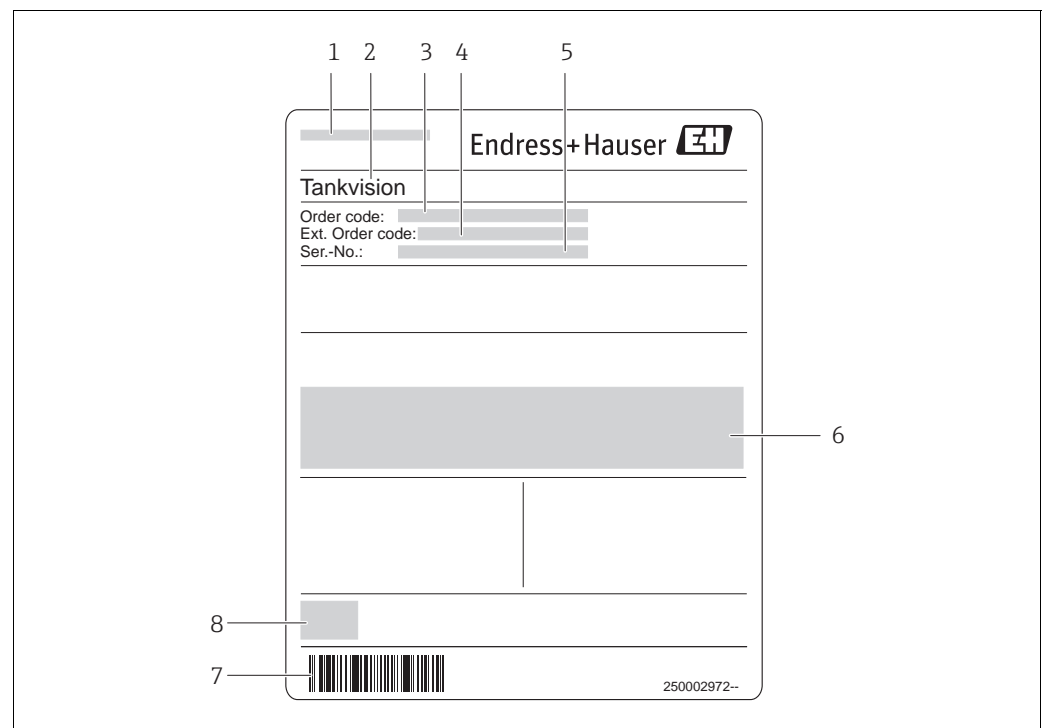 1 2 3 4 5
Endress+Hauser EH
Tankvision
Order code:
Ext. Order code:
Ser.-No.:
6
8
7
250002972--